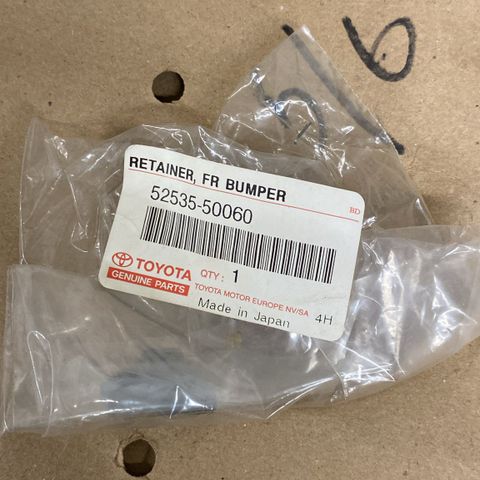 6
RETAINER, FR BUMPER
52535-50060
BD
TOYOTA
GENUINE PARTS
QTY: 1
TOYOTA MOTOR EUROPE NV/SA
Made in Japan
4H